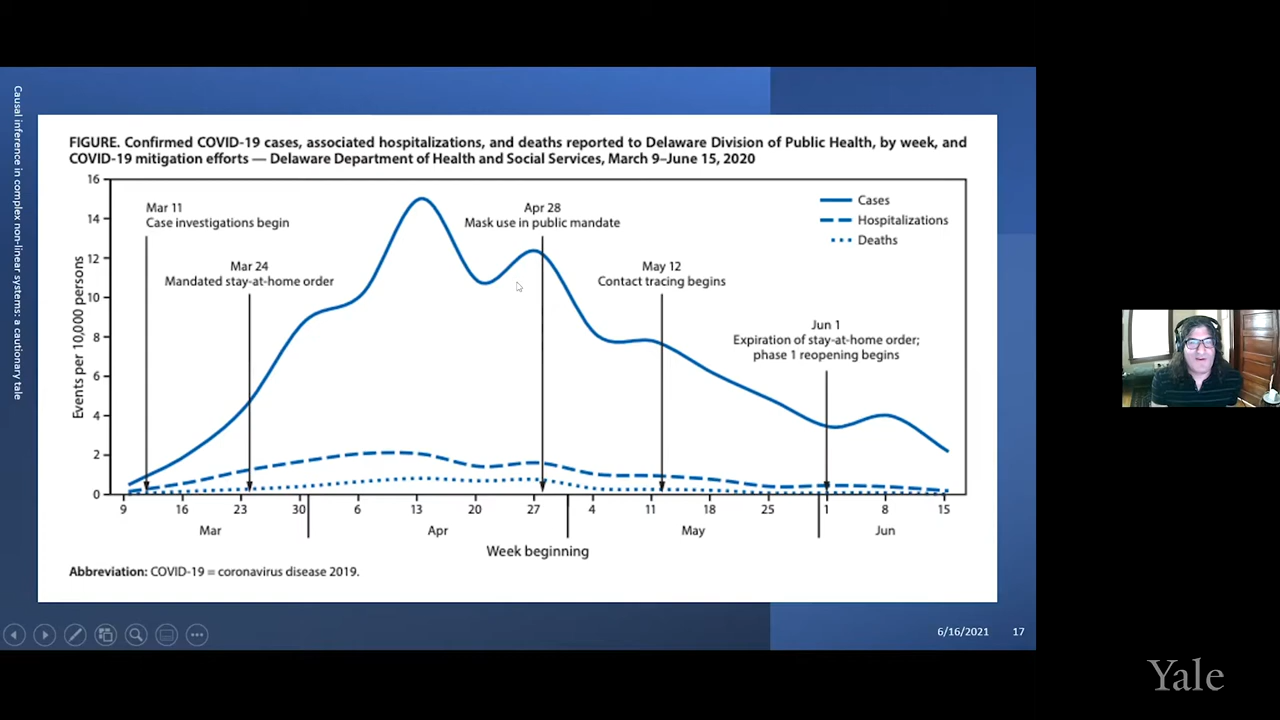 Causal inference in complex non-linear systems: a cautionary tale
FIGURE. Confirmed COVID-19 cases, associated hospitalizations, and deaths reported to Delaware Division of Public Health, by week, and
COVID-19 mitigation efforts — Delaware Department of Health and Social Services, March 9–June 15, 2020
Events per 10,000 persons
16
14
12
10
8
6
4
2
0
Mar 11
Case investigations begin
Mar 24
Mandated stay-at-home order
Apr 28
Mask use in public mandate
May 12
Contact tracing begins
Jun 1
Expiration of stay-at-home order;
phase 1 reopening begins
Cases
Hospitalizations
Deaths
9 16 23 30 6 13 20 27 4 11 18 25 1 8 15
Mar Apr May Jun
Week beginning
Abbreviation: COVID-19 = coronavirus disease 2019.
6/16/2021 17
Yale